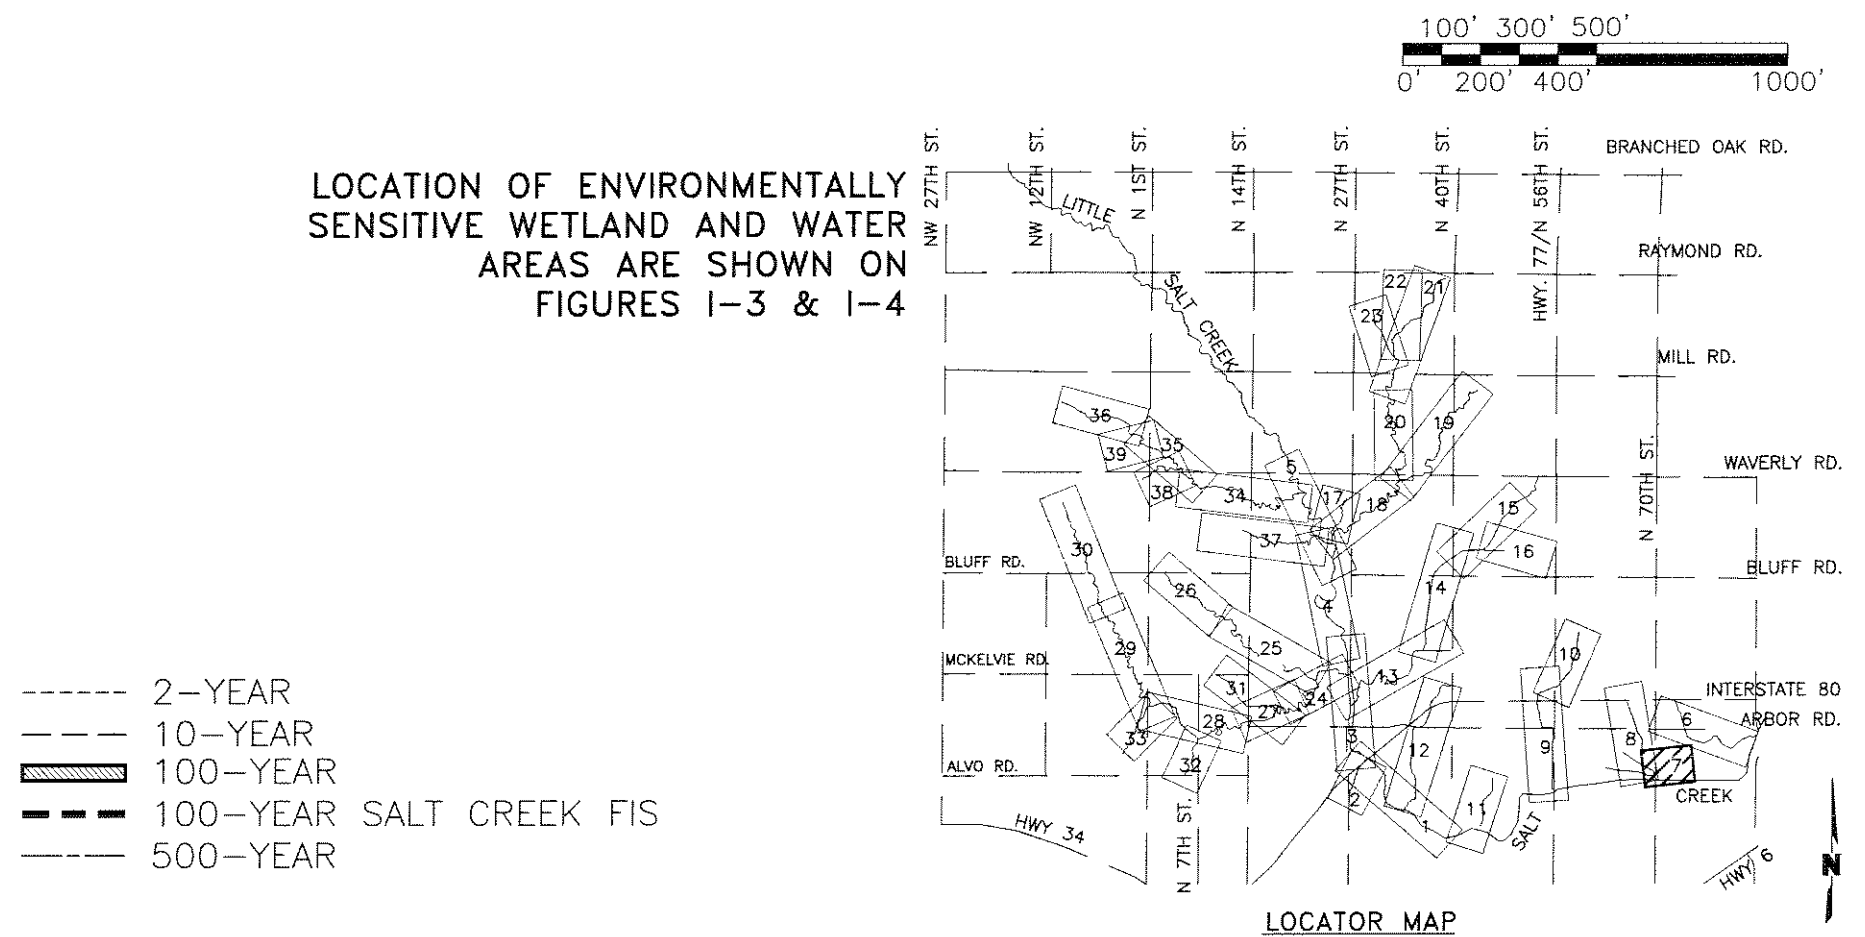 100' 300' 500'
0' 200' 400' 1000'
LOCATION OF ENVIRONMENTALLY
SENSITIVE WETLAND AND WATER
AREAS ARE SHOWN ON
FIGURES I-3 & I-4
NW 27TH ST.
NW 12TH ST.
N 1ST ST.
N 14TH ST.
N 27TH ST.
N 40TH ST.
HWY. 77/N 56TH ST.
BRANCHED OAK RD.
LITTLE
SALT CREEK
RAYMOND RD.
22
21
23
MILL RD.
36
20
19
35
39
N 70TH ST.
WAVERLY RD.
5
38
34
17
18
15
37
16
30
BLUFF RD.
BLUFF RD.
26
14
4
29
25
10
MCKELVIE RD.
13
31
24
INTERSTATE 80
27
28
6
ARBOR RD.
33
3
12
9
8
ALVO RD.
32
7
2
11
CREEK
1
SALT
HWY 34
N 7TH ST.
HWY 6
N
LOCATOR MAP
2-YEAR
10-YEAR
100-YEAR
100-YEAR SALT CREEK FIS
500-YEAR